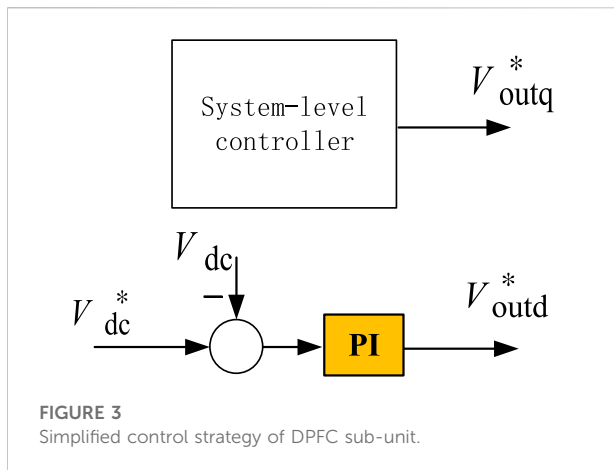 System-level
controller
V*outq
Vdc
−
V*dc
PI
V*outd
FIGURE 3
Simplified control strategy of DPFC sub-unit.